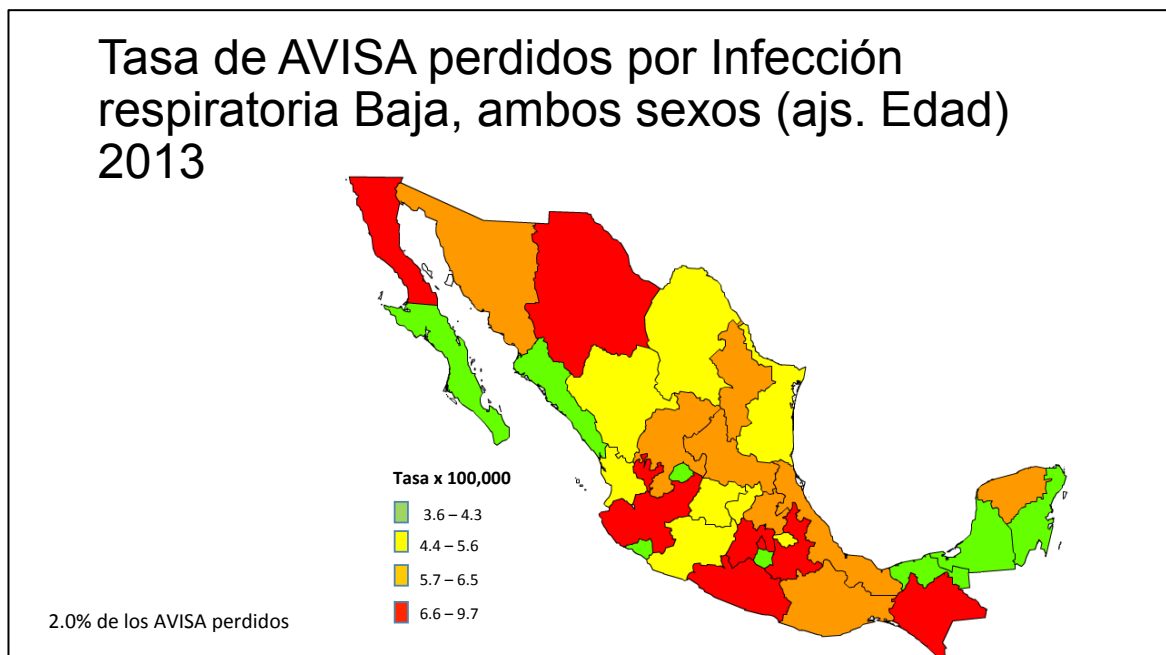 Tasa de AVISA perdidos por Infección
respiratoria Baja, ambos sexos (ajs. Edad)
2013
Tasa x 100,000
3.6 – 4.3
4.4 – 5.6
5.7 – 6.5
6.6 – 9.7
2.0% de los AVISA perdidos